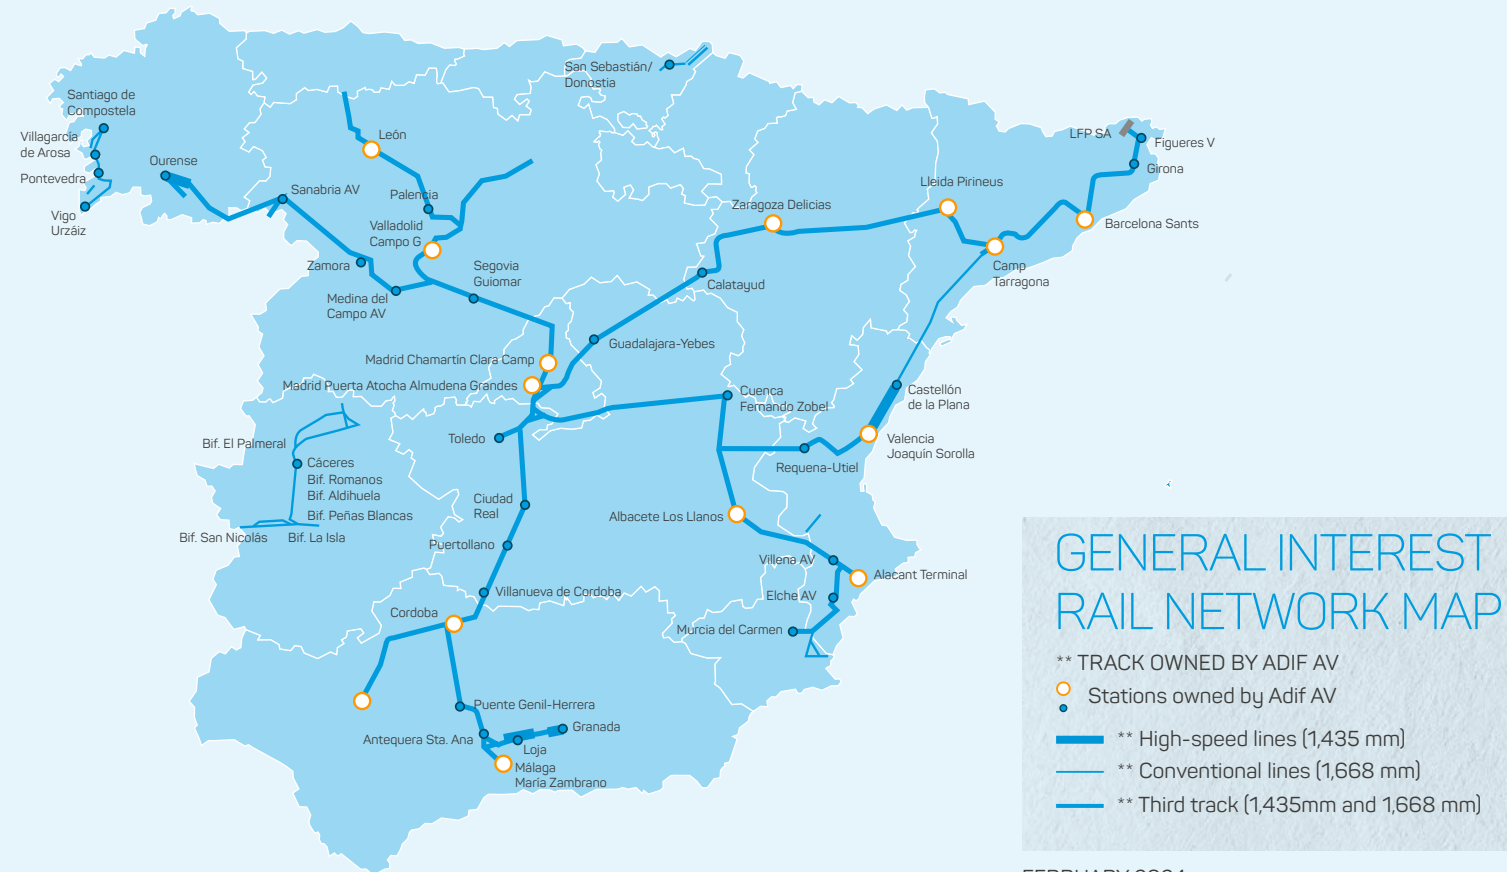 San Sebastián/
Donostia
Santiago de
Compostela
Villagarcía
de Arosa
Pontevedra
Vigo
Urzáiz
Ourense
León
Sanabria AV
Palencia
Valladolid
Campo G
Zamora
Medina del
Campo AV
Segovia
Guiomar
LFP SA
Figueres V
Girona
Lleida Pirineus
Zaragoza Delicias
Barcelona Sants
Camp
Tarragona
Calatayud
Guadalajara-Yebes
Madrid Chamartín Clara Camp
Madrid Puerta Atocha Almudena Grandes
Cuenca
Fernando Zobel
Castellón
de la Plana
Toledo
Valencia
Joaquín Sorolla
Requena-Utiel
Bif. El Palmeral
Cáceres
Bif. Romanos
Bif. Aldihuela
Bif. Peñas Blancas
Bif. San Nicolás
Bif. La Isla
Ciudad
Real
Albacete Los Llanos
Puertollano
Villena AV
Alacant Terminal
Villanueva de Cordoba
Elche AV
Cordoba
Murcia del Carmen
Puente Genil-Herrera
Granada
Antequera Sta. Ana
Loja
Málaga
María Zambrano
GENERAL INTEREST
RAIL NETWORK MAP
** TRACK OWNED BY ADIF AV
Stations owned by Adif AV
** High-speed lines (1,435 mm)
** Conventional lines (1,668 mm)
** Third track (1,435mm and 1,668 mm)